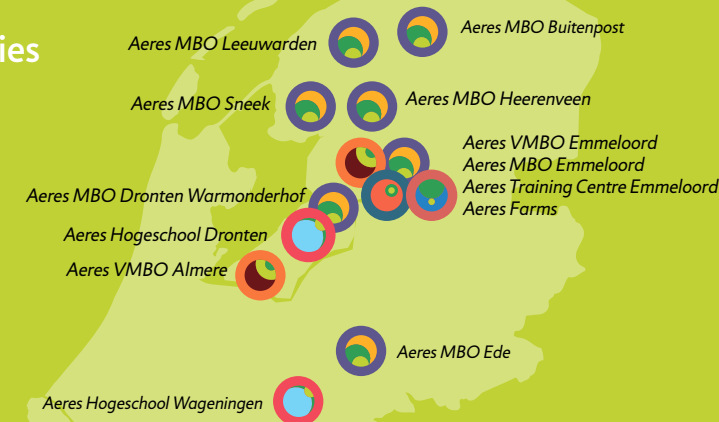 ies
Aeres MBO Leeuwarden
Aeres MBO Buitenpost
Aeres MBO Sneek
Aeres MBO Heerenveen
Aeres VMBO Emmeloord
Aeres MBO Emmeloord
Aeres Training Centre Emmeloord
Aeres Farms
Aeres MBO Dronten Warmonderhof
Aeres Hogeschool Dronten
Aeres VMBO Almere
Aeres MBO Ede
Aeres Hogeschool Wageningen